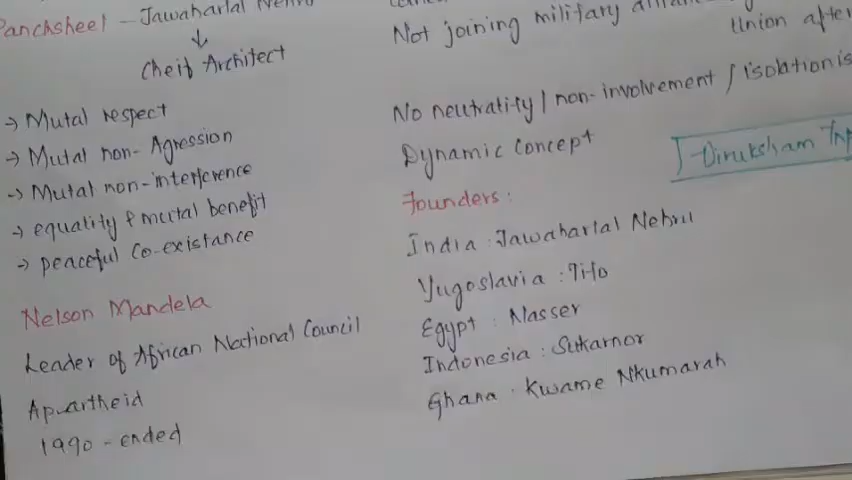 Panchsheel - Jawaharlal Nehru
↓
Cheif Architect
→ Mutal respect
→ Mutal non-Agression
→ Mutal non-interference
→ equality & mutal benefit
→ peaceful co-existance
Nelson Mandela
Leader of African National Council
Apartheid
1990 - ended
Not joining military
Union after
No neutrality / non-involvement / Isolationis
Dynamic concept
Founders:
India : Jawaharlal Nehru
Yugoslavia : Tito
Egypt : Nasser
Indonesia : Sukarnor
Ghana : Kwame Nkumarah